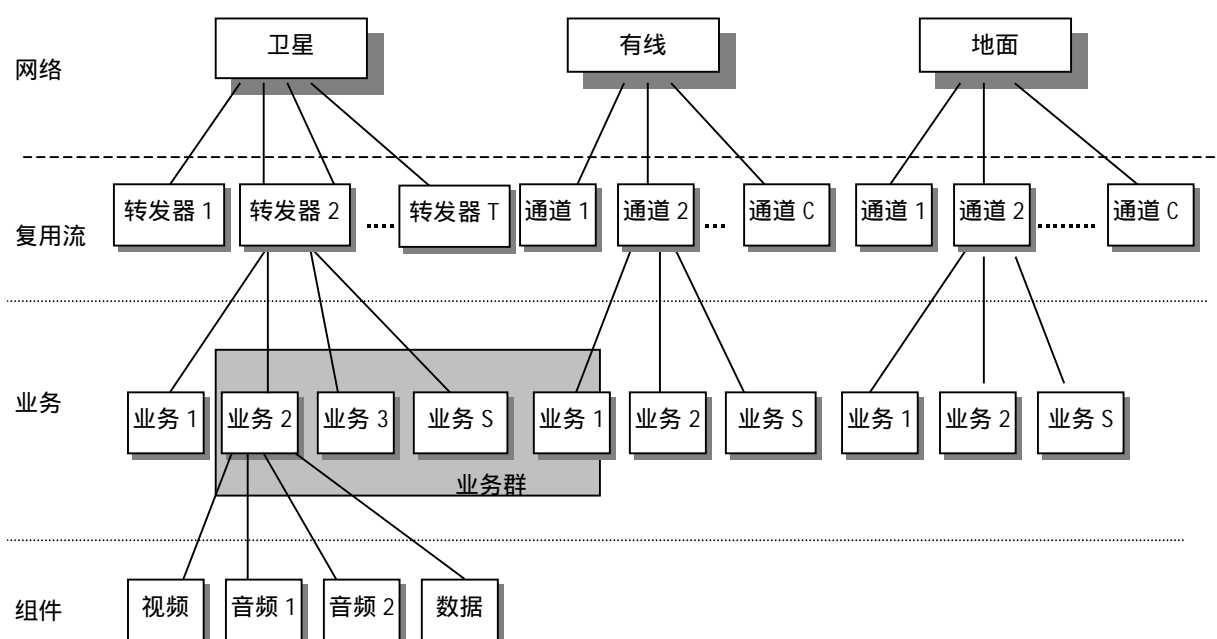 卫星
有线
地面
网络
转发器 1
转发器 2
....
转发器 T
通道 1
通道 2
...
通道 C
通道 1
通道 2
........
通道 C
复用流
业务
业务 1
业务 2
业务 3
业务 S
业务 1
业务 2
业务 S
业务 1
业务 2
业务 S
业务群
组件
视频
音频 1
音频 2
数据